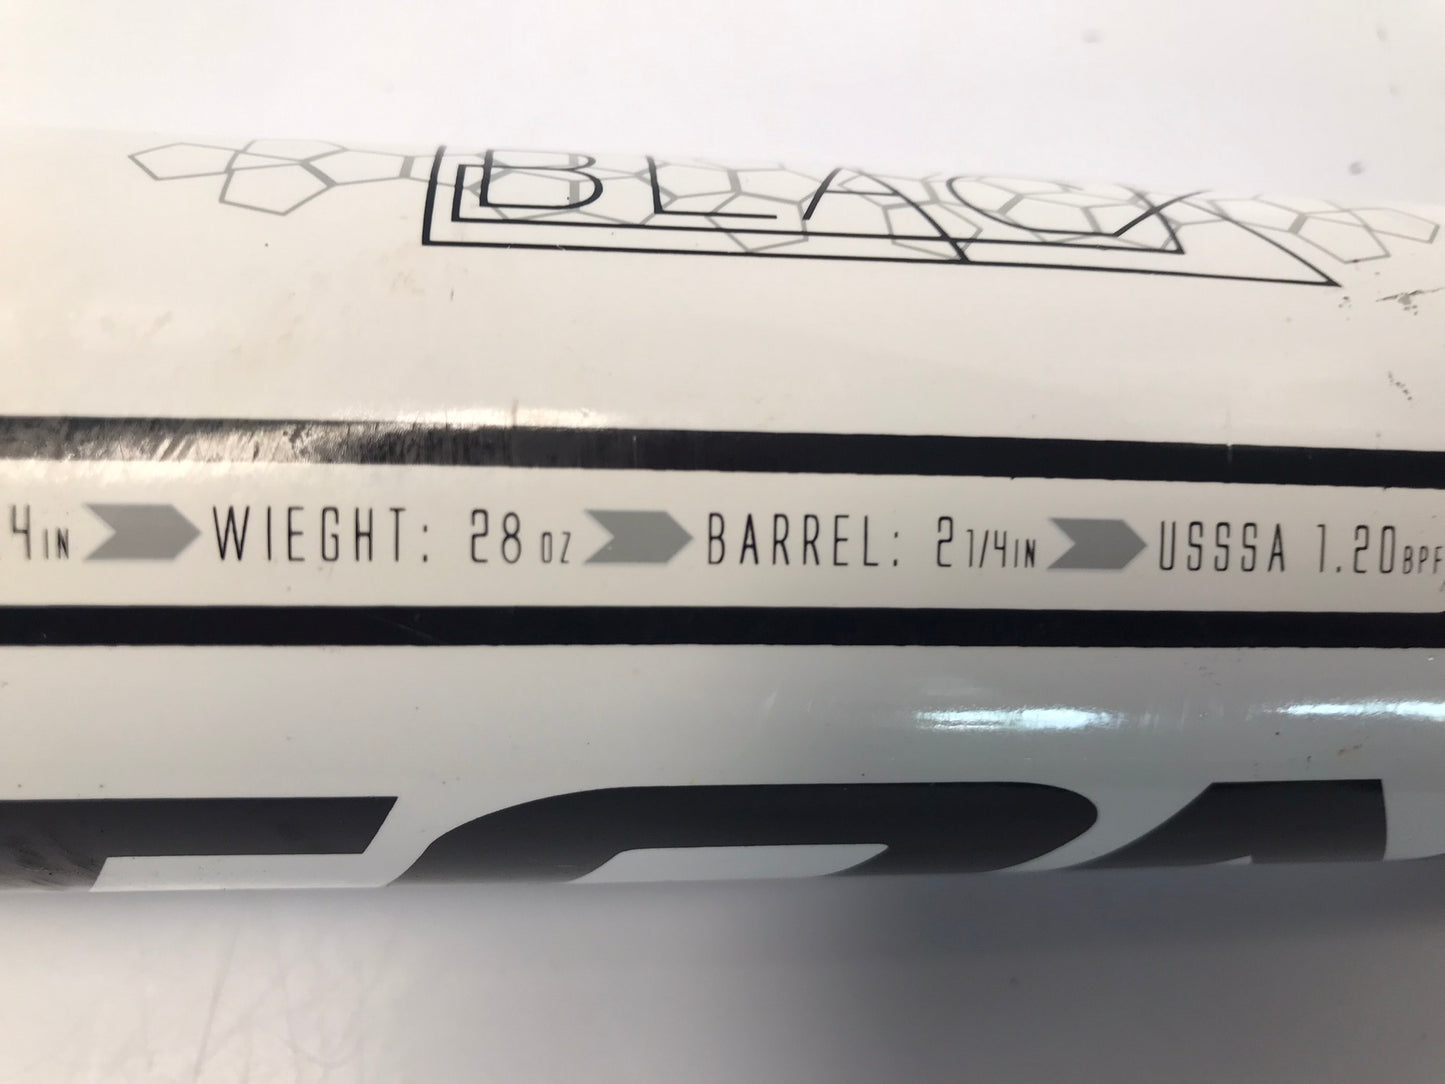 BLACK
4IN WIEGHT: 28 OZ BARREL: 2 1/4IN USSSA 1.20BPF